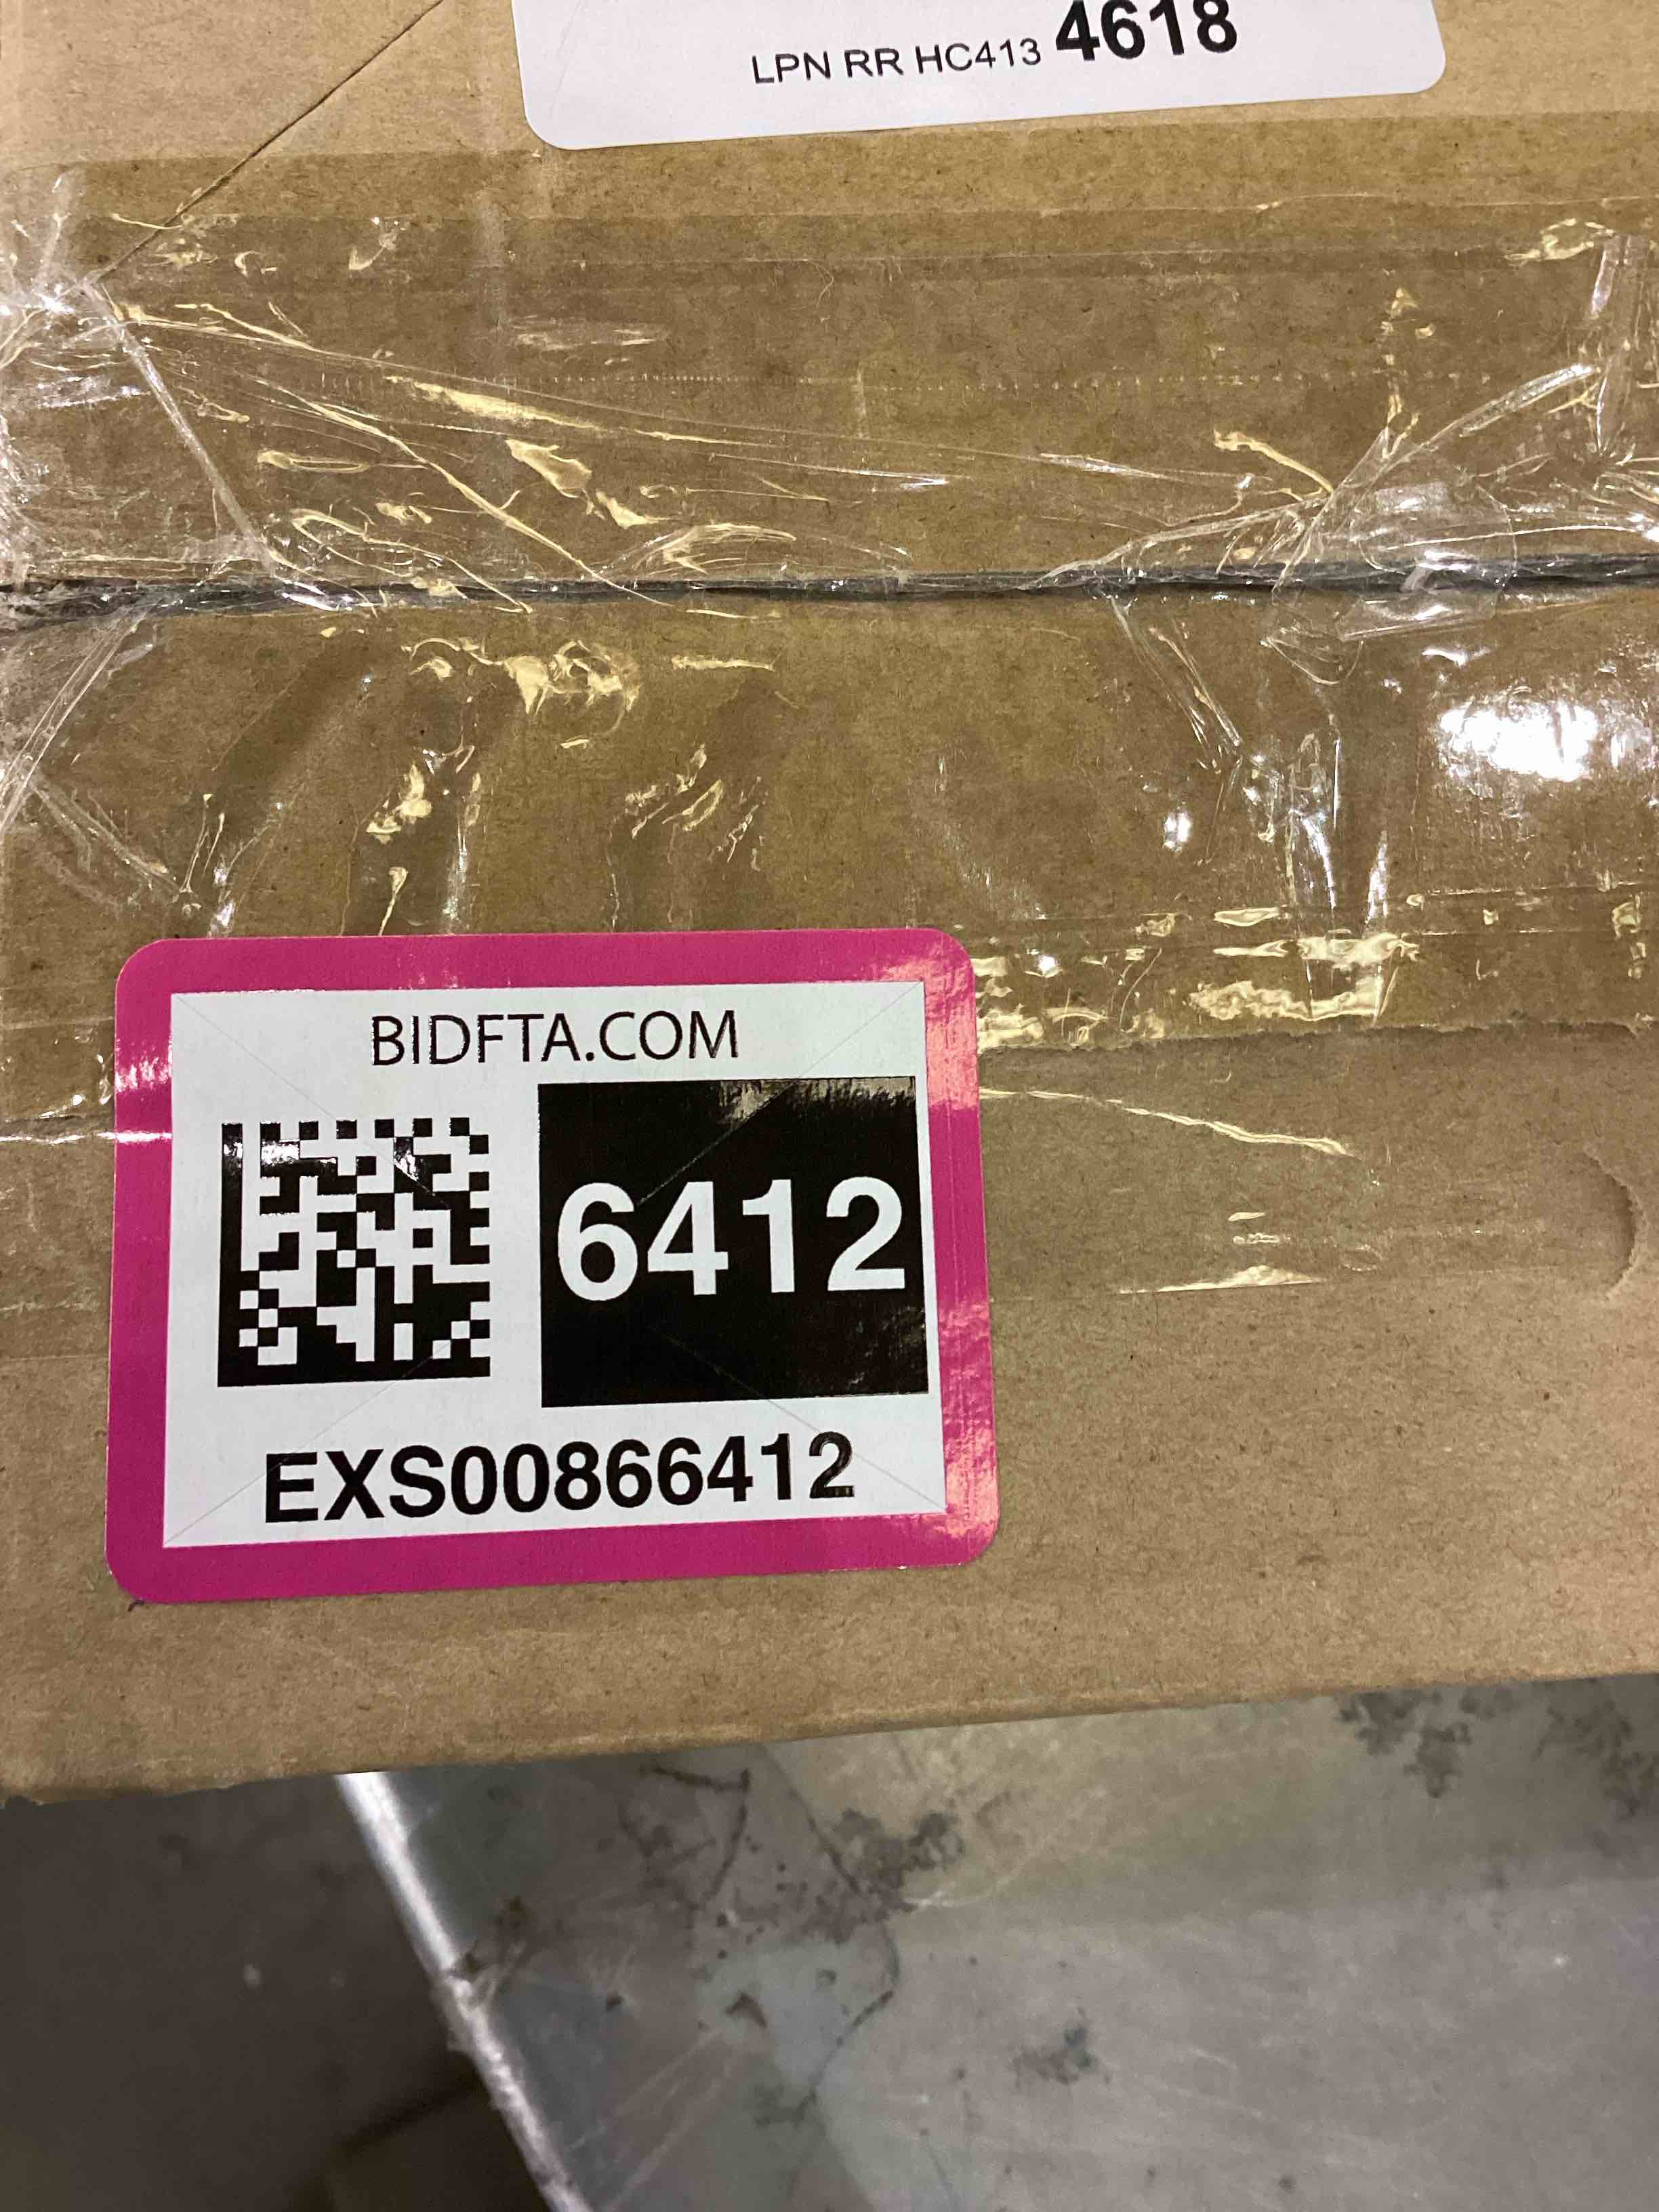 LPN RR HC413 4618
BIDFTA.COM
6412
EXS00866412